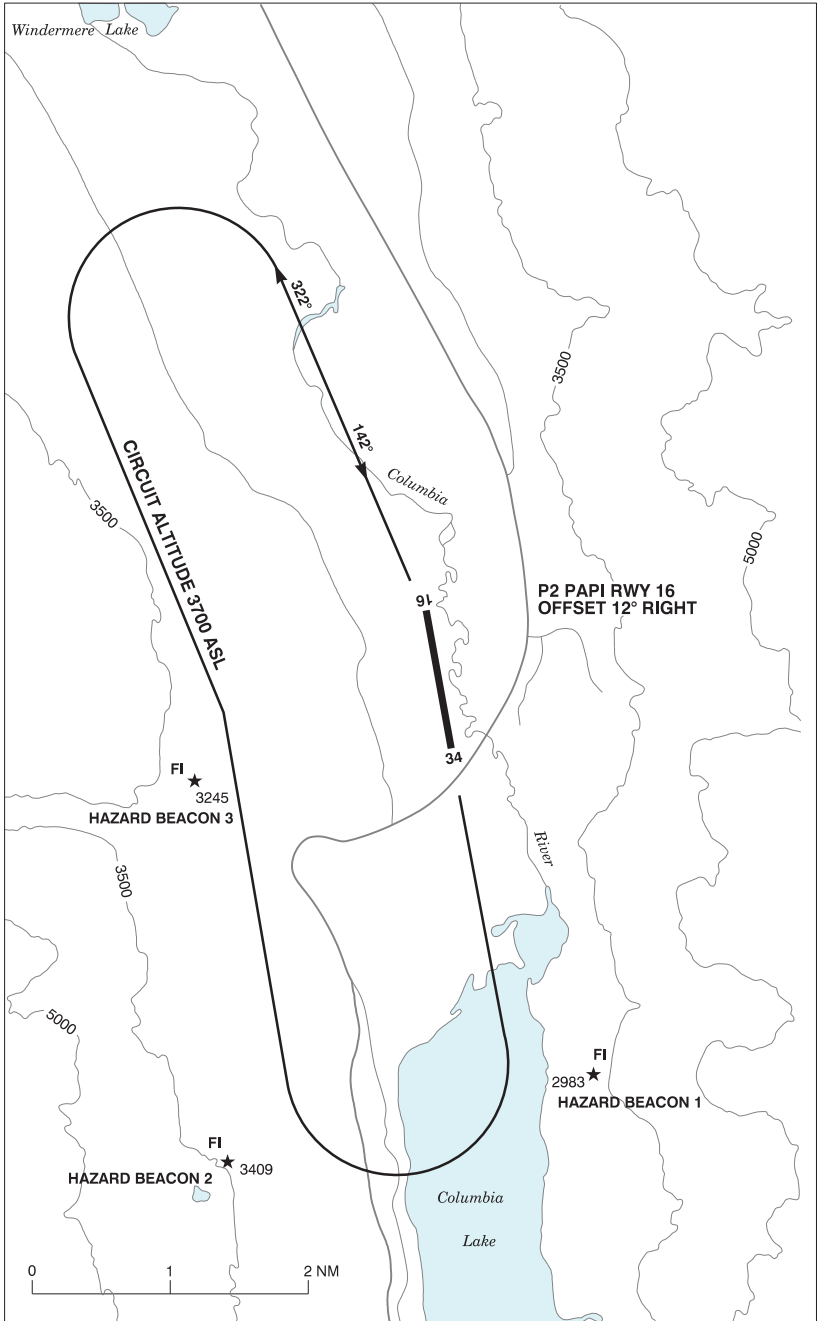 Windermere Lake
322°
3500
142°
CIRCUIT ALTITUDE 3700 ASL
Columbia
3500
5000
P2 PAPI RWY 16
OFFSET 12° RIGHT
16
34
FI
3245
HAZARD BEACON 3
River
3500
5000
FI
2983
HAZARD BEACON 1
FI
3409
HAZARD BEACON 2
Columbia
Lake
0 1 2 NM